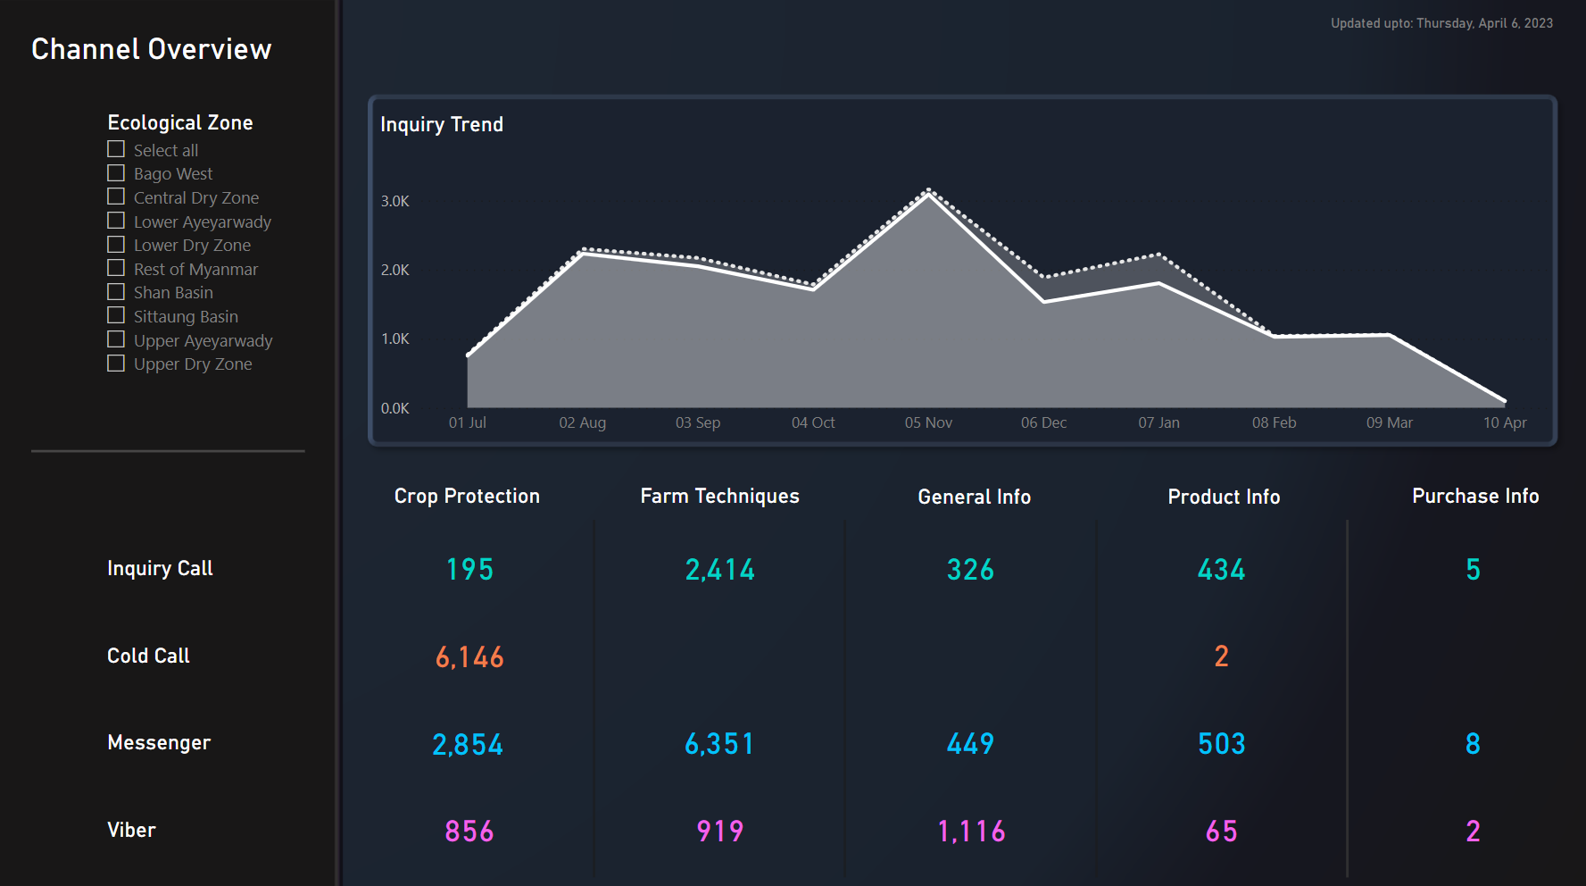 Channel Overview
Updated upto: Thursday, April 6, 2023
Ecological Zone
Select all
Bago West
Central Dry Zone
Lower Ayeyarwady
Lower Dry Zone
Rest of Myanmar
Shan Basin
Sittaung Basin
Upper Ayeyarwady
Upper Dry Zone
Inquiry Trend
3.0K
2.0K
1.0K
0.0K
01 Jul 02 Aug 03 Sep 04 Oct 05 Nov 06 Dec 07 Jan 08 Feb 09 Mar 10 Apr
Crop Protection Farm Techniques General Info Product Info Purchase Info
Inquiry Call 195 2,414 326 434 5
Cold Call 6,146 2
Messenger 2,854 6,351 449 503 8
Viber 856 919 1,116 65 2